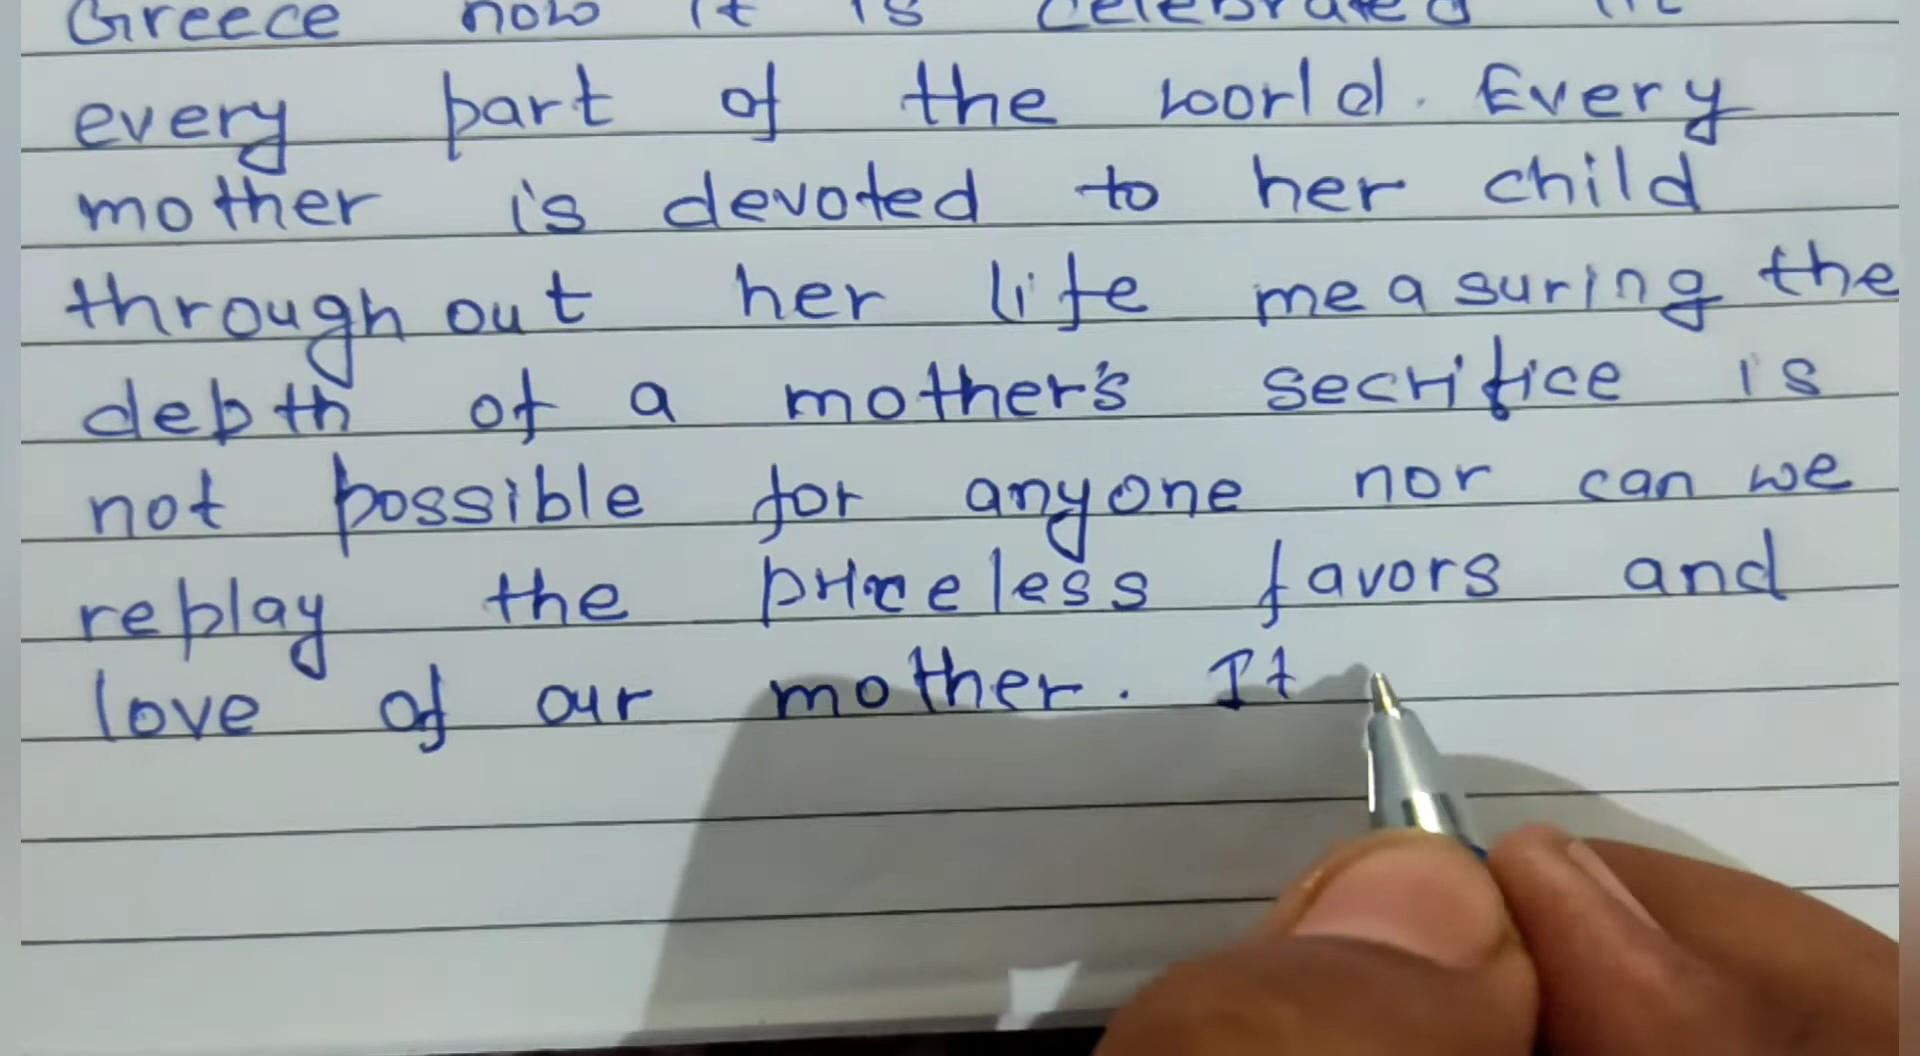 Greece now it is celebrated in
every part of the world. Every
mother is devoted to her child
throughout her life measuring the
depth of a mother's secrifice is
not possible for anyone nor can we
replay the priceless favors and
love of our mother. It